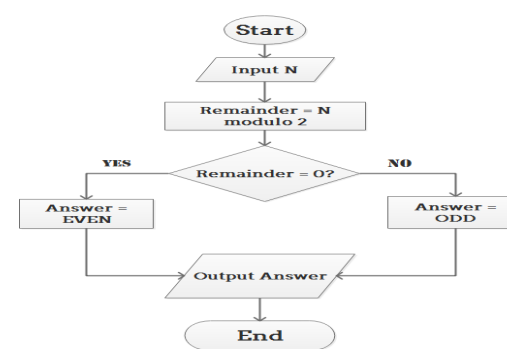 Start
Input N
Remainder = N
modulo 2
Remainder = 0?
YES
NO
Answer =
EVEN
Answer =
ODD
Output Answer
End